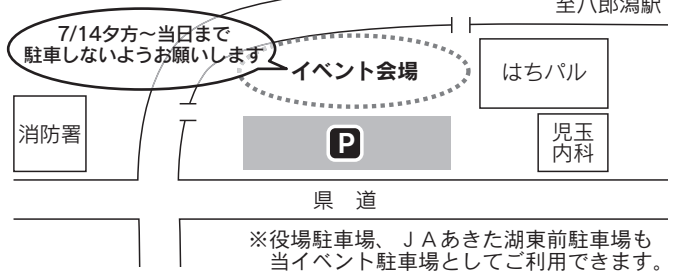 至八郎潟駅
7/14夕方～当日まで
駐車しないようお願いします
イベント会場
はちパル
消防署
P
児玉
内科
県 道
※役場駐車場、ＪＡあきた湖東前駐車場も
当イベント駐車場としてご利用できます。